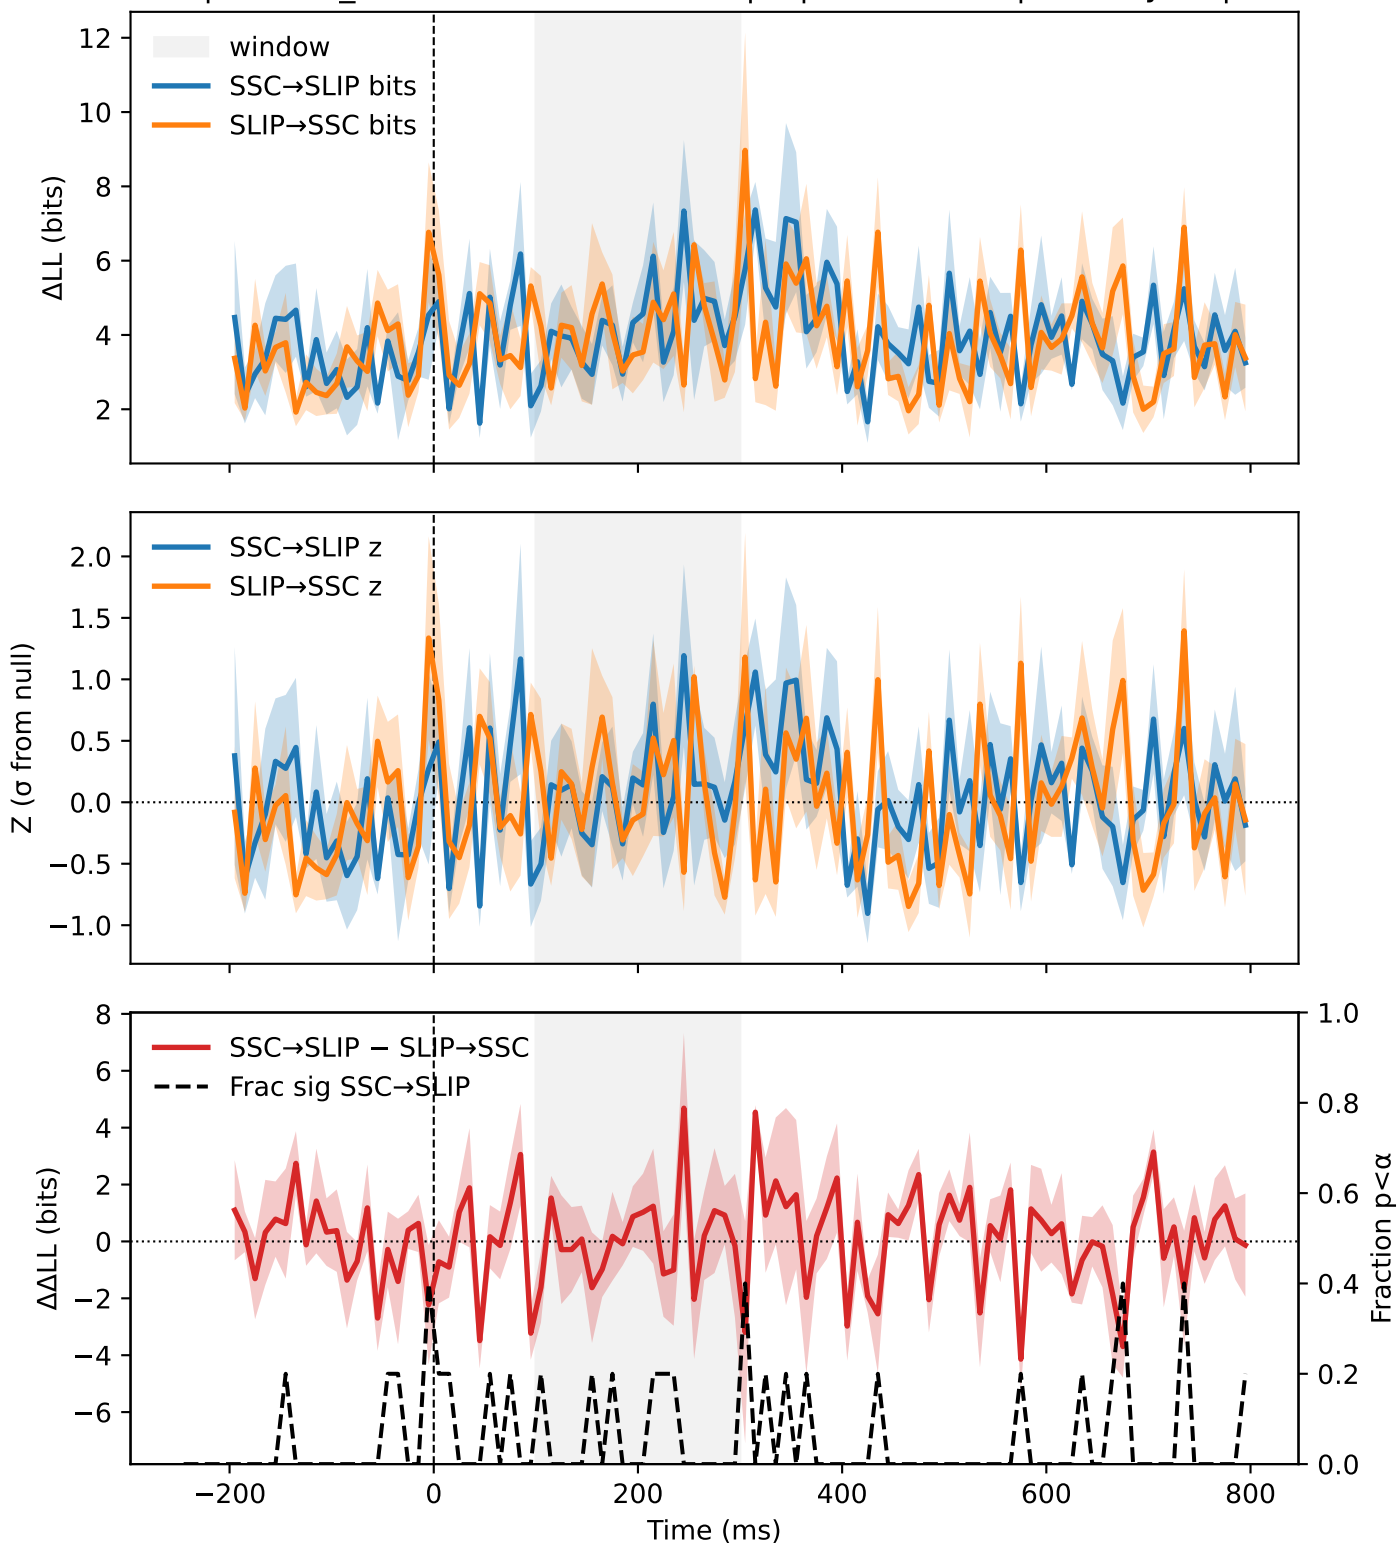 12
10
8
6
4
2
ΔLL (bits)
window
SSC→SLIP bits
SLIP→SSC bits
2.0
1.5
1.0
0.5
0.0
−0.5
−1.0
Z (σ from null)
SSC→SLIP z
SLIP→SSC z
8
6
4
2
0
−2
−4
−6
ΔΔLL (bits)
SSC→SLIP − SLIP→SSC
Frac sig SSC→SLIP
1.0
0.8
0.6
0.4
0.2
0.0
Fraction p<α
−200
0
200
400
600
800
Time (ms)